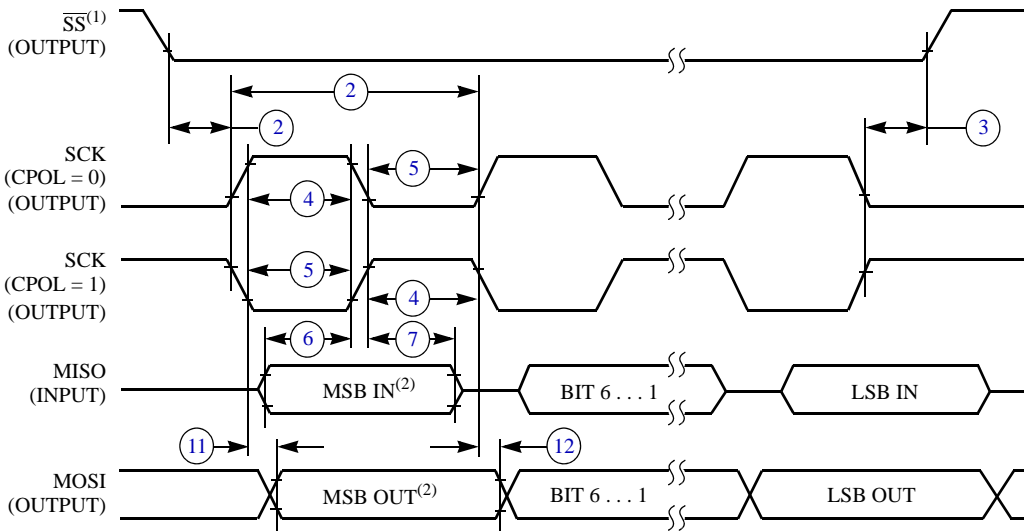 SS(1)
(OUTPUT)
2
2
3
SCK
(CPOL = 0)
(OUTPUT)
5
4
SCK
(CPOL = 1)
(OUTPUT)
5
4
6
7
MISO
(INPUT)
MSB IN(2)
BIT 6 . . . 1
LSB IN
11
12
MOSI
(OUTPUT)
MSB OUT(2)
BIT 6 . . . 1
LSB OUT